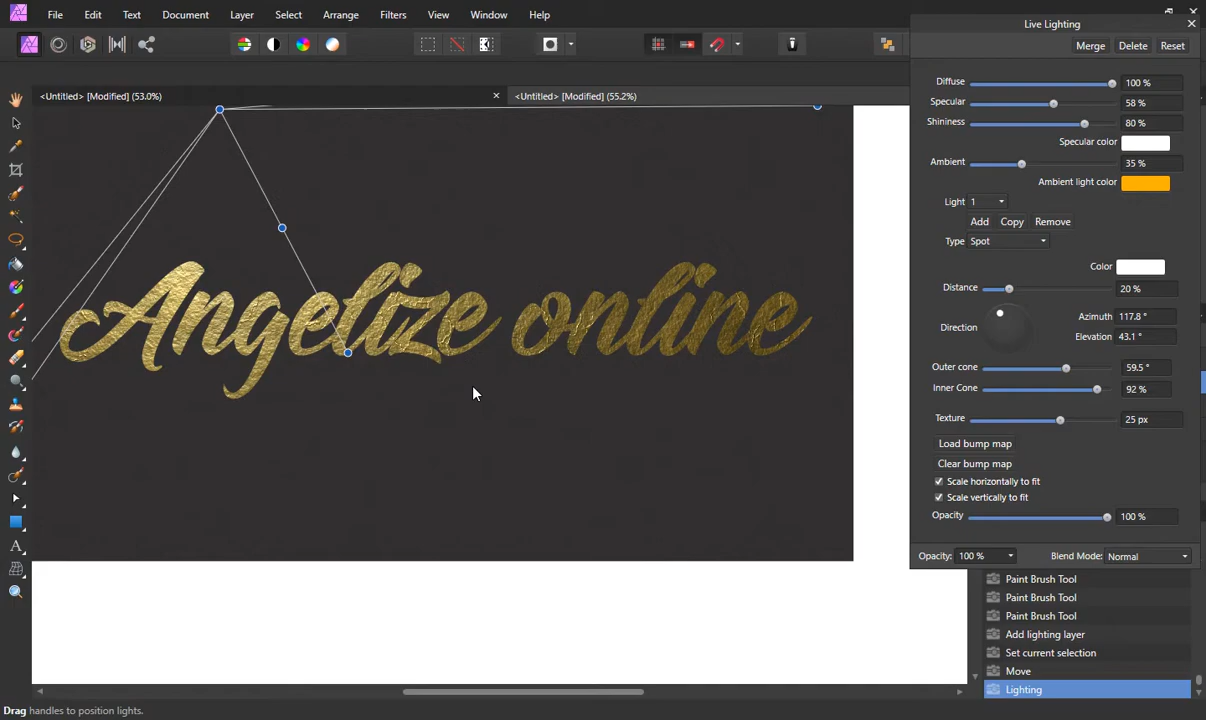 File Edit Text Document Layer Select Arrange Filters View Window Help
Live Lighting
Merge Delete Reset
<Untitled> [Modified] (53.0%)
<Untitled> [Modified] (55.2%)
Diffuse 100 %
Specular 58 %
Shininess 80 %
Specular color
Ambient 35 %
Ambient light color
Light 1
Add Copy Remove
Type Spot
Color
Distance 20 %
Direction
Azimuth 117.8 °
Elevation 43.1 °
Outer cone 59.5 °
Inner Cone 92 %
Texture 25 px
Load bump map
Clear bump map
Scale horizontally to fit
Scale vertically to fit
Opacity 100 %
Opacity: 100 % Blend Mode: Normal
Angelize online
Paint Brush Tool
Paint Brush Tool
Paint Brush Tool
Add lighting layer
Set current selection
Move
Lighting
Drag handles to position lights.